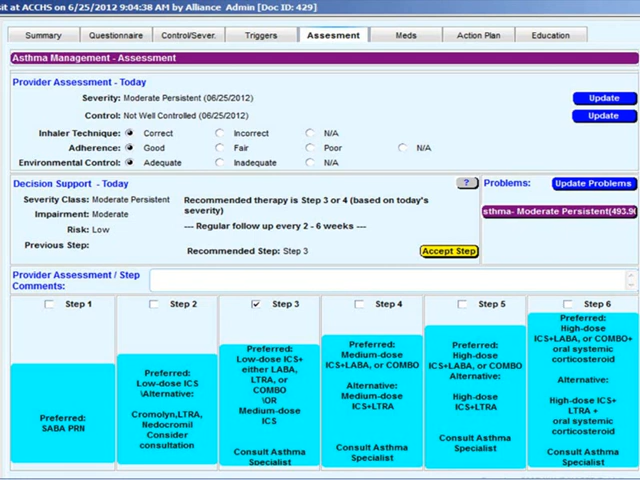 sit at ACCHS on 6/25/2012 9:04:38 AM by Alliance Admin [Doc ID: 429]
Summary Questionnaire Control/Sever. Triggers Assesment Meds Action Plan Education
Asthma Management - Assessment
Provider Assessment - Today
Severity: Moderate Persistent (06/25/2012) Update
Control: Not Well Controlled (06/25/2012) Update
Inhaler Technique: Correct Incorrect N/A
Adherence: Good Fair Poor N/A
Environmental Control: Adequate Inadequate N/A
Decision Support - Today ? Problems: Update Problems
Severity Class: Moderate Persistent
Impairment: Moderate
Risk: Low
Previous Step:
Recommended therapy is Step 3 or 4 (based on today's
severity)
--- Regular follow up every 2 - 6 weeks ---
Recommended Step: Step 3 Accept Step
sthma- Moderate Persistent(493.90
Provider Assessment / Step
Comments:
Step 1
Preferred:
SABA PRN
Step 2
Preferred:
Low-dose ICS
\Alternative:
Cromolyn,LTRA,
Nedocromil
Consider
consultation
Step 3
Preferred:
Low-dose ICS+
either LABA,
LTRA, or
COMBO
\OR
Medium-dose
ICS
Consult Asthma
Specialist
Step 4
Preferred:
Medium-dose
ICS+LABA, or COMBO
Alternative:
Medium-dose
ICS+LTRA
Consult Asthma
Specialist
Step 5
Preferred:
High-dose
ICS+LABA, or COMBO
Alternative:
High-dose
ICS+LTRA
Consult Asthma
Specialist
Step 6
Preferred:
High-dose
ICS+LABA, or COMBO+
oral systemic
corticosteroid
Alternative:
High-dose ICS+
LTRA +
oral systemic
corticosteroid
Consult Asthma
Specialist